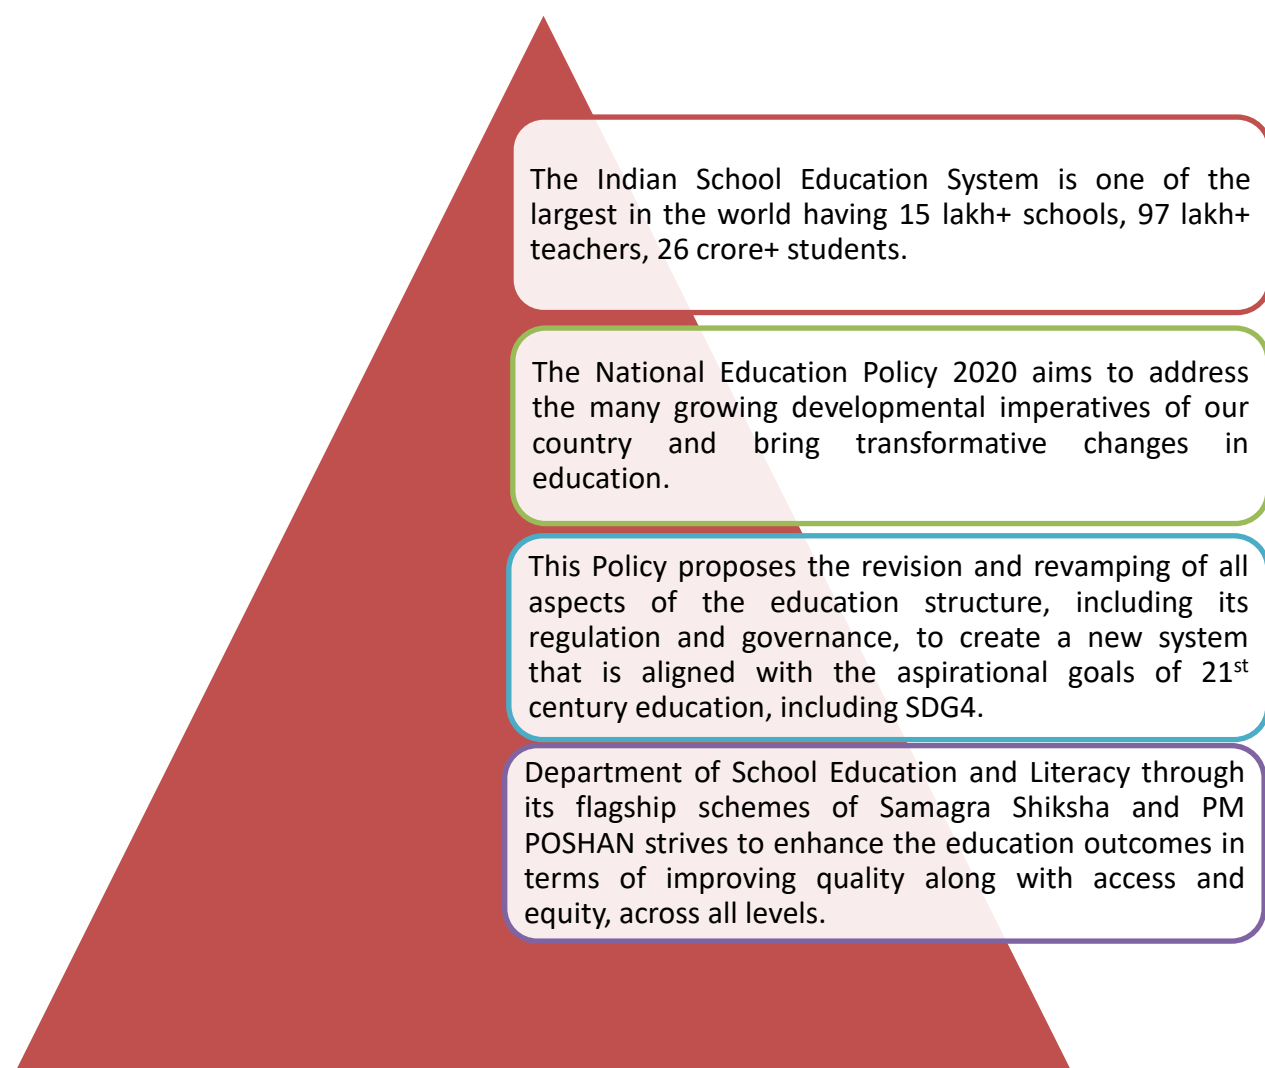 The Indian School Education System is one of the
largest in the world having 15 lakh+ schools, 97 lakh+
teachers, 26 crore+ students.
The National Education Policy 2020 aims to address
the many growing developmental imperatives of our
country and bring transformative changes in
education.
This Policy proposes the revision and revamping of all
aspects of the education structure, including its
regulation and governance, to create a new system
that is aligned with the aspirational goals of 21st
century education, including SDG4.
Department of School Education and Literacy through
its flagship schemes of Samagra Shiksha and PM
POSHAN strives to enhance the education outcomes in
terms of improving quality along with access and
equity, across all levels.